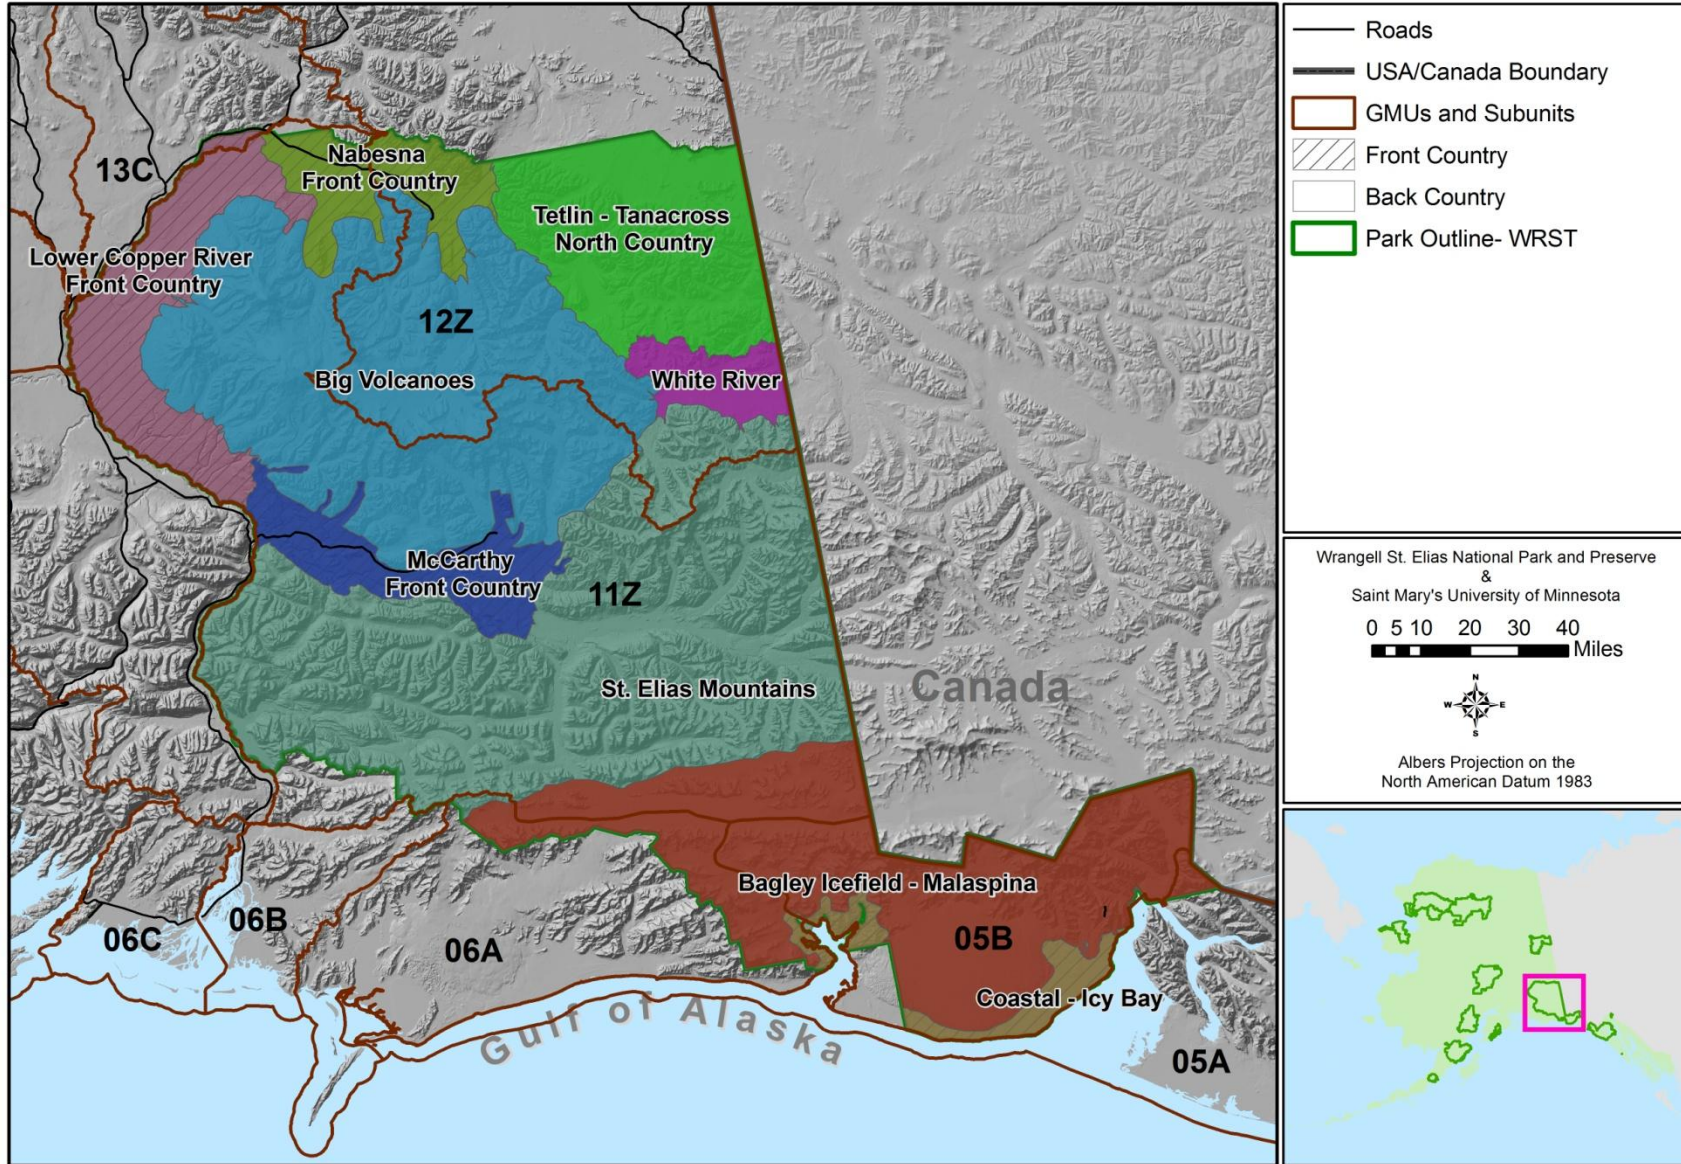 13C
Nabesna
Front Country
Tetlin - Tanacross
North Country
Lower Copper River
Front Country
12Z
Big Volcanoes
White River
McCarthy
Front Country
11Z
St. Elias Mountains
Canada
Bagley Icefield - Malaspina
06C
06B
06A
05B
Coastal - Icy Bay
05A
Gulf of Alaska
Roads
USA/Canada Boundary
GMUs and Subunits
Front Country
Back Country
Park Outline- WRST
Wrangell St. Elias National Park and Preserve
&
Saint Mary's University of Minnesota
0 5 10 20 30 40
Miles
N
W E
S
Albers Projection on the
North American Datum 1983